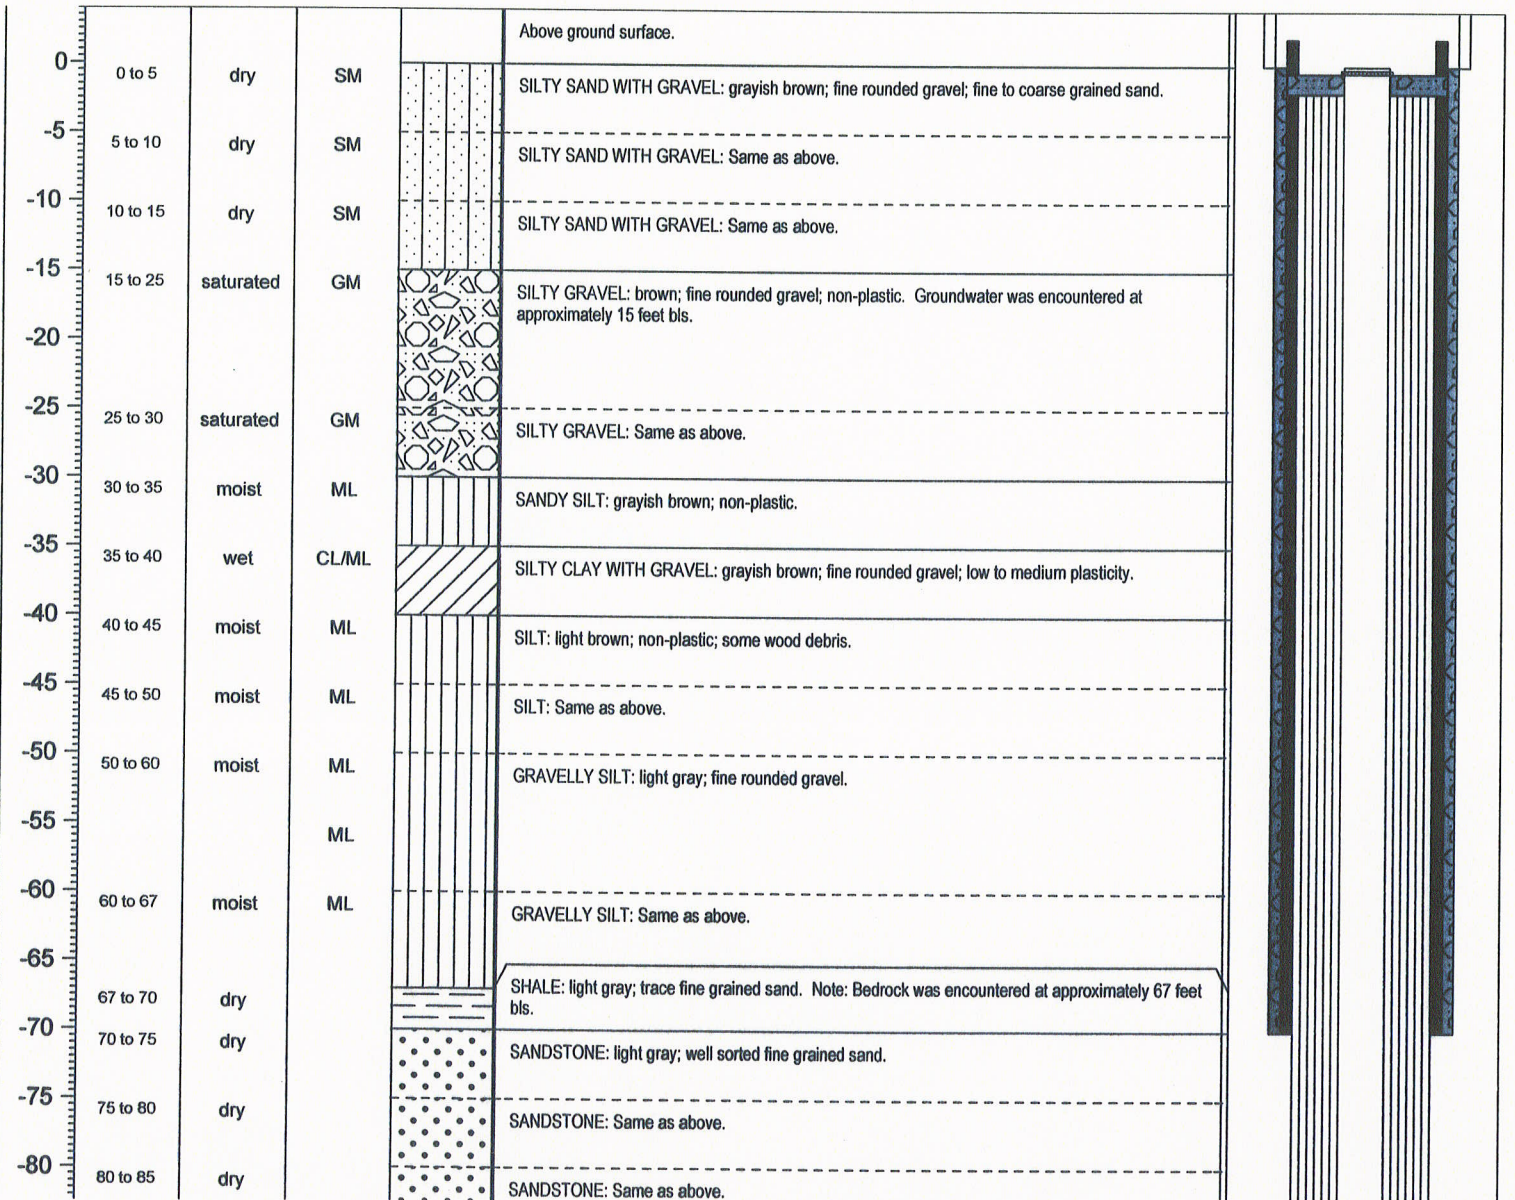 Above ground surface.
0
0 to 5 dry SM
SILTY SAND WITH GRAVEL: grayish brown; fine rounded gravel; fine to coarse grained sand.
-5
5 to 10 dry SM
SILTY SAND WITH GRAVEL: Same as above.
-10
10 to 15 dry SM
SILTY SAND WITH GRAVEL: Same as above.
-15
15 to 25 saturated GM
SILTY GRAVEL: brown; fine rounded gravel; non-plastic. Groundwater was encountered at
approximately 15 feet bls.
-20
-25
25 to 30 saturated GM
SILTY GRAVEL: Same as above.
-30
30 to 35 moist ML
SANDY SILT: grayish brown; non-plastic.
-35
35 to 40 wet CL/ML
SILTY CLAY WITH GRAVEL: grayish brown; fine rounded gravel; low to medium plasticity.
-40
40 to 45 moist ML
SILT: light brown; non-plastic; some wood debris.
-45
45 to 50 moist ML
SILT: Same as above.
-50
50 to 60 moist ML
GRAVELLY SILT: light gray; fine rounded gravel.
-55
ML
-60
60 to 67 moist ML
GRAVELLY SILT: Same as above.
-65
67 to 70 dry
SHALE: light gray; trace fine grained sand. Note: Bedrock was encountered at approximately 67 feet
bls.
-70
70 to 75 dry
SANDSTONE: light gray; well sorted fine grained sand.
-75
75 to 80 dry
SANDSTONE: Same as above.
-80
80 to 85 dry
SANDSTONE: Same as above.